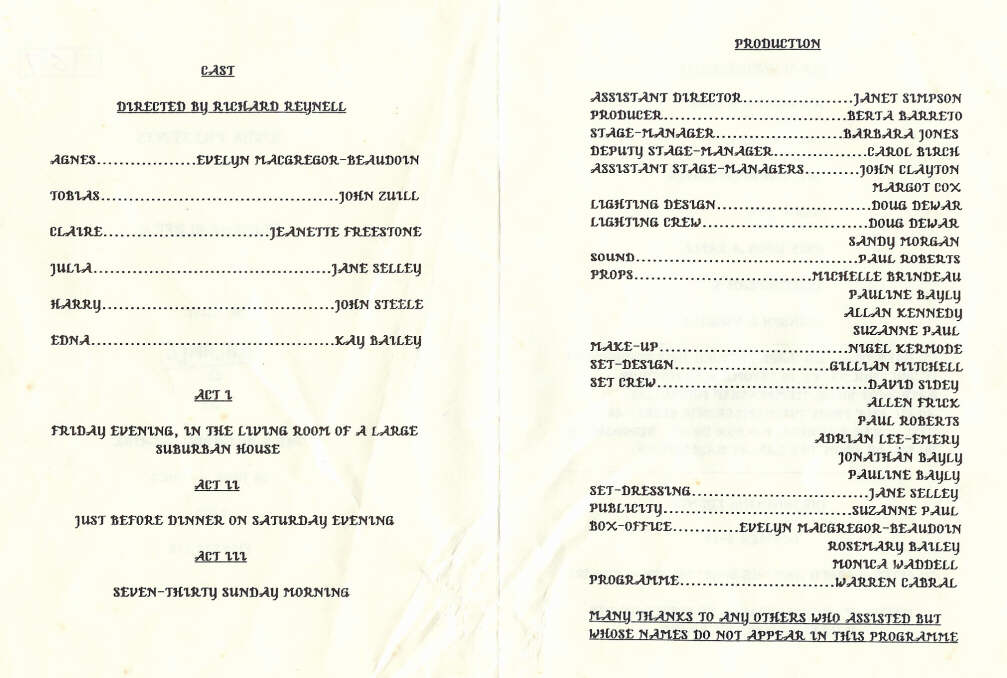 CAST
DIRECTED BY RICHARD REYNELL
AGNES.................EVELYN MACGREGOR-BEAUDOIN
TOBIAS.........................................JOHN ZUILL
CLAIRE............................JEANETTE FREESTONE
JULIA.........................................JANE SELLEY
HARRY........................................JOHN STEELE
EDNA..........................................KAY BAILEY
ACT I
FRIDAY EVENING, IN THE LIVING ROOM OF A LARGE
SUBURBAN HOUSE
ACT II
JUST BEFORE DINNER ON SATURDAY EVENING
ACT III
SEVEN-THIRTY SUNDAY MORNING
PRODUCTION
ASSISTANT DIRECTOR...................JANET SIMPSON
PRODUCER................................BERTA BARRETO
STAGE-MANAGER......................BARBARA JONES
DEPUTY STAGE-MANAGER................CAROL BIRCH
ASSISTANT STAGE-MANAGERS..........JOHN CLAYTON
MARGOT COX
LIGHTING DESIGN...........................DOUG DEWAR
LIGHTING CREW.............................DOUG DEWAR
SANDY MORGAN
SOUND.......................................PAUL ROBERTS
PROPS...............................MICHELLE BRINDEAU
PAULINE BAYLY
ALLAN KENNEDY
SUZANNE PAUL
MAKE-UP.................................NIGEL KERMODE
SET-DESIGN...........................GILLIAN MITCHELL
SET CREW.....................................DAVID SIDEY
ALLEN FRICK
PAUL ROBERTS
ADRIAN LEE-EMERY
JONATHAN BAYLY
PAULINE BAYLY
SET-DRESSING...............................JANE SELLEY
PUBLICITY.................................SUZANNE PAUL
BOX-OFFICE............EVELYN MACGREGOR-BEAUDOIN
ROSEMARY BAILEY
MONICA WADDELL
PROGRAMME...........................WARREN CABRAL
MANY THANKS TO ANY OTHERS WHO ASSISTED BUT
WHOSE NAMES DO NOT APPEAR IN THIS PROGRAMME